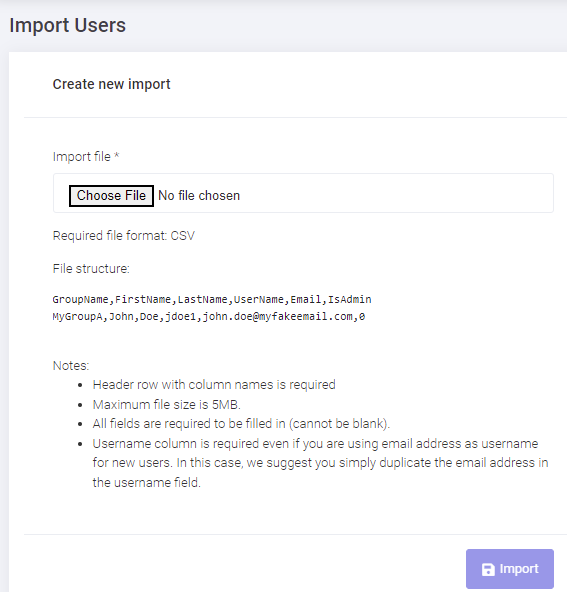 Import Users
Create new import
Import file *
Choose File No file chosen
Required file format: CSV
File structure:
GroupName,FirstName,LastName,UserName,Email,IsAdmin
MyGroupA,John,Doe,jdoe1,john.doe@myfakeemail.com,0
Notes:
• Header row with column names is required
• Maximum file size is 5MB.
• All fields are required to be filled in (cannot be blank).
• Username column is required even if you are using email address as username
for new users. In this case, we suggest you simply duplicate the email address in
the username field.
Import